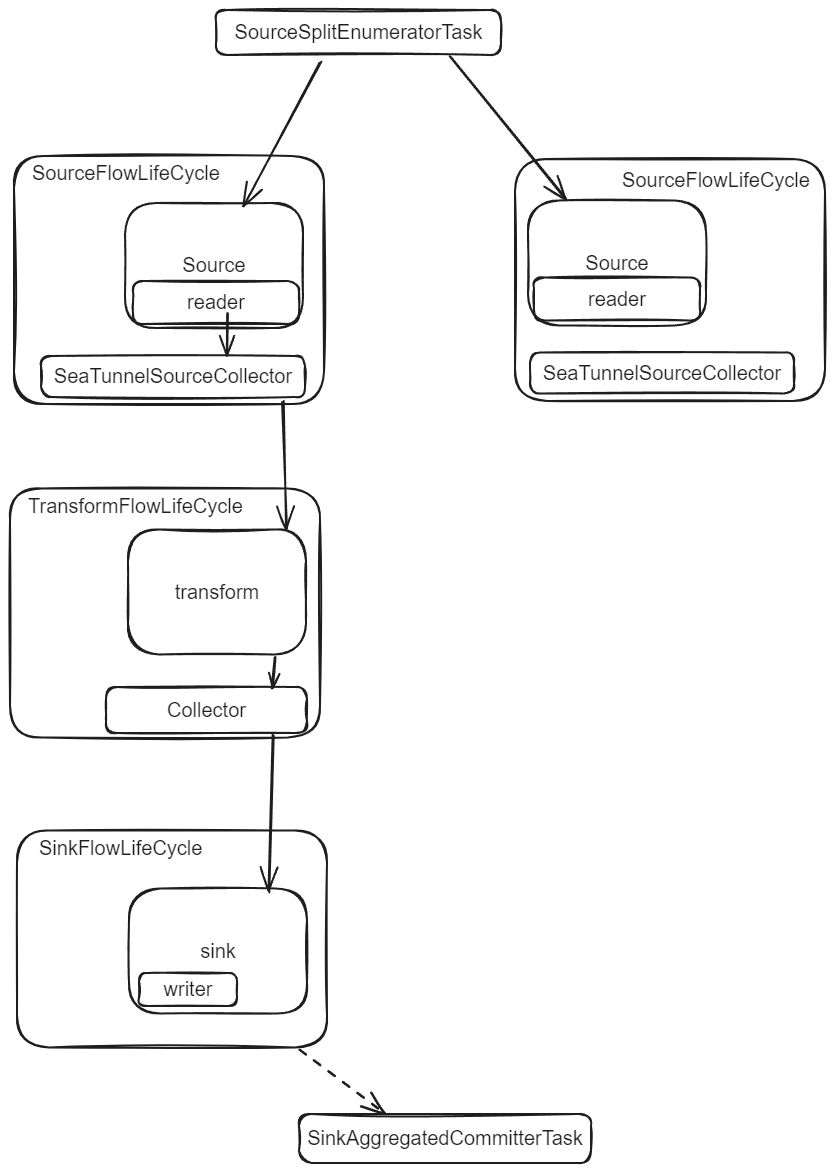 SourceSplitEnumeratorTask
SourceFlowLifeCycle
Source
reader
SeaTunnelSourceCollector
SourceFlowLifeCycle
Source
reader
SeaTunnelSourceCollector
TransformFlowLifeCycle
transform
Collector
SinkFlowLifeCycle
sink
writer
SinkAggregatedCommitterTask